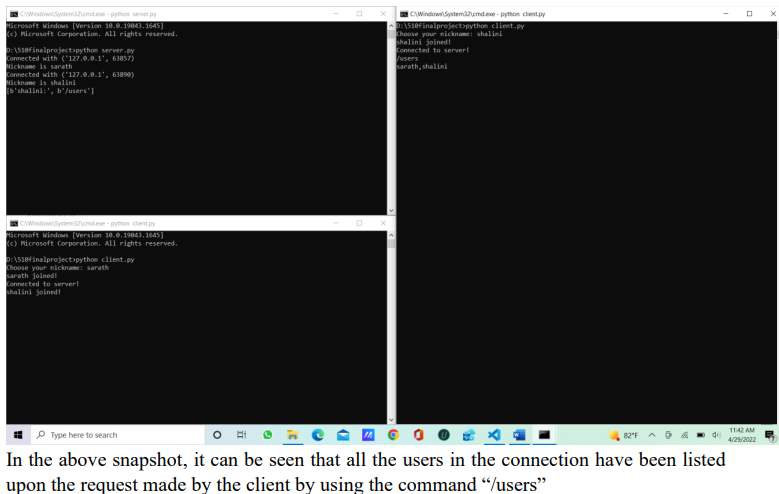 C:\Windows\System32\cmd.exe - python server.py
Microsoft Windows [Version 10.0.19043.1645]
(c) Microsoft Corporation. All rights reserved.
D:\510finalproject>python server.py
Connected with ('127.0.0.1', 63857)
Nickname is sarath
Connected with ('127.0.0.1', 63890)
Nickname is shalini
[b'shalini:', b'/users']
C:\Windows\System32\cmd.exe - python client.py
D:\510finalproject>python client.py
Choose your nickname: shalini
shalini joined!
Connected to server!
/users
sarath,shalini
C:\Windows\System32\cmd.exe - python client.py
Microsoft Windows [Version 10.0.19043.1645]
(c) Microsoft Corporation. All rights reserved.
D:\510finalproject>python client.py
Choose your nickname: sarath
sarath joined!
Connected to server!
shalini joined!
Type here to search
82°F
11:42 AM
4/29/2022
In the above snapshot, it can be seen that all the users in the connection have been listed
upon the request made by the client by using the command “/users”